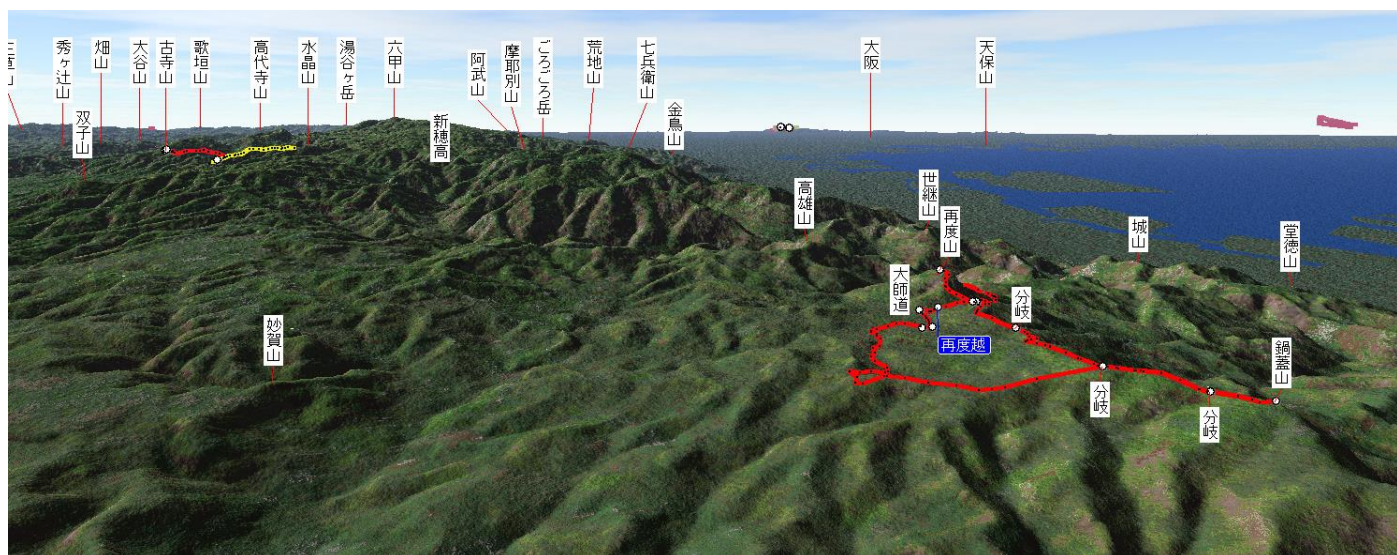 秀ヶ辻山
畑山
大谷山
古寺山
歌垣山
高代寺山
水晶山
湯谷ヶ岳
六甲山
阿武山
摩耶別山
ごろごろ岳
荒地山
七兵衛山
大阪
天保山
双子山
新穂高
金鳥山
高雄山
世継山
再度山
城山
堂徳山
大師道
分岐
再度越
妙賀山
分岐
分岐
鍋蓋山